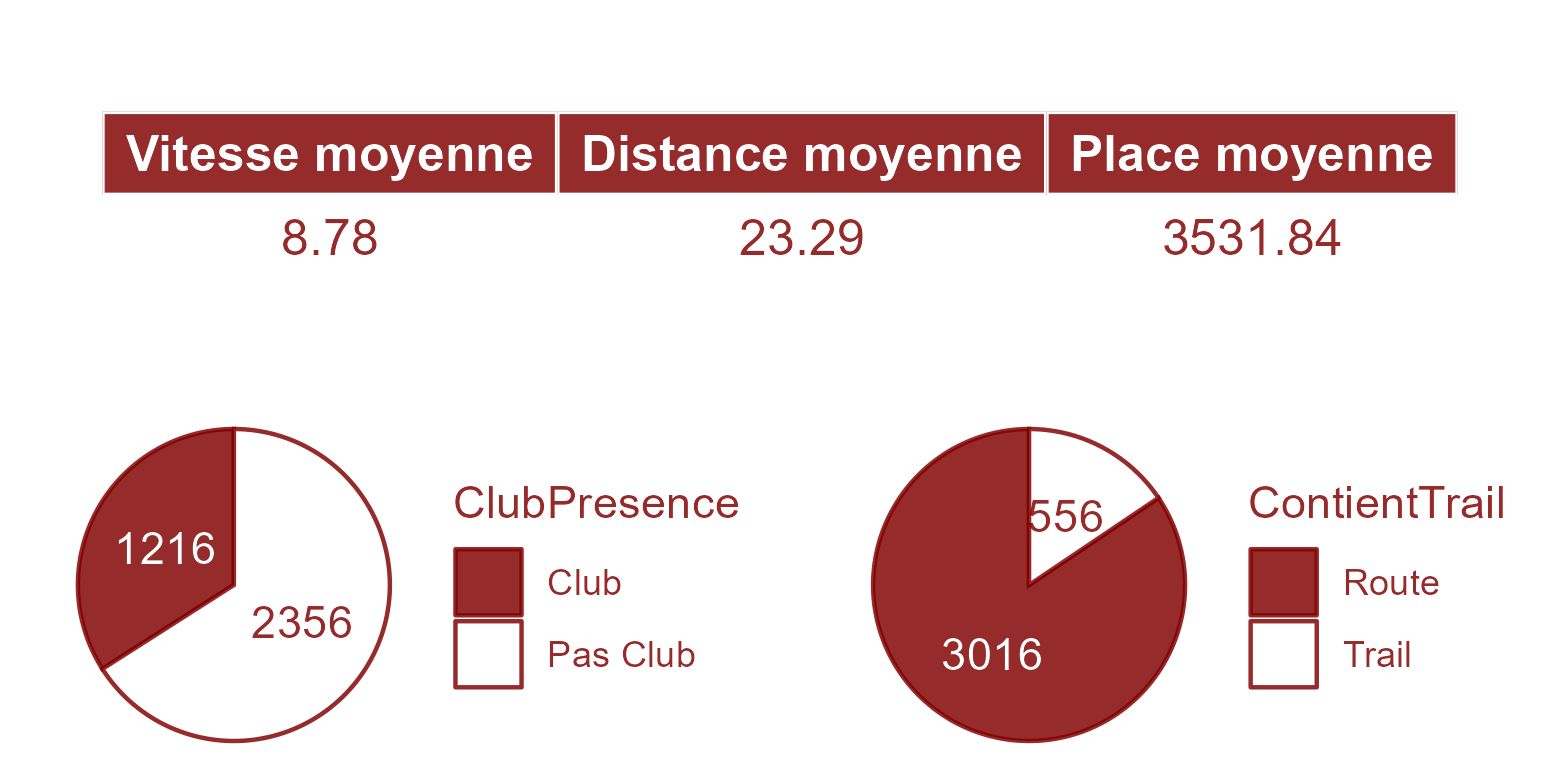 Vitesse moyenne Distance moyenne Place moyenne
8.78 23.29 3531.84
1216
2356
ClubPresence
Club
Pas Club
556
3016
ContientTrail
Route
Trail